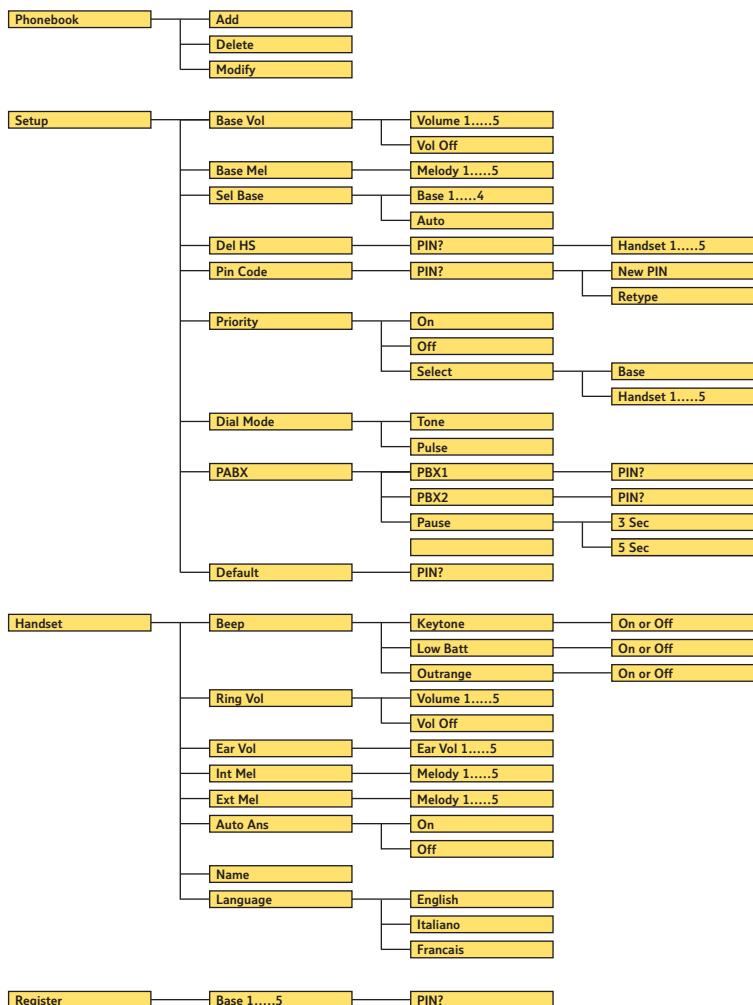 Phonebook Add
Delete
Modify
Setup Base Vol Volume 1.....5
Vol Off
Base Mel Melody 1.....5
Sel Base Base 1.....4
Auto
Del HS PIN? Handset 1.....5
Pin Code PIN? New PIN
Retype
Priority On
Off
Select Base
Handset 1.....5
Dial Mode Tone
Pulse
PABX PBX1 PIN?
PBX2 PIN?
Pause 3 Sec
5 Sec
Default PIN?
Handset Beep Keytone On or Off
Low Batt On or Off
Outrange On or Off
Ring Vol Volume 1.....5
Vol Off
Ear Vol Ear Vol 1.....5
Int Mel Melody 1.....5
Ext Mel Melody 1.....5
Auto Ans On
Off
Name
Language English
Italiano
Francais
Register Base 1.....5 PIN?